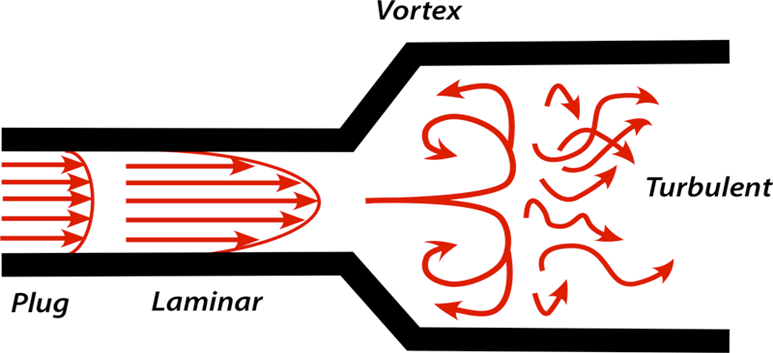 Vortex
Turbulent
Plug
Laminar